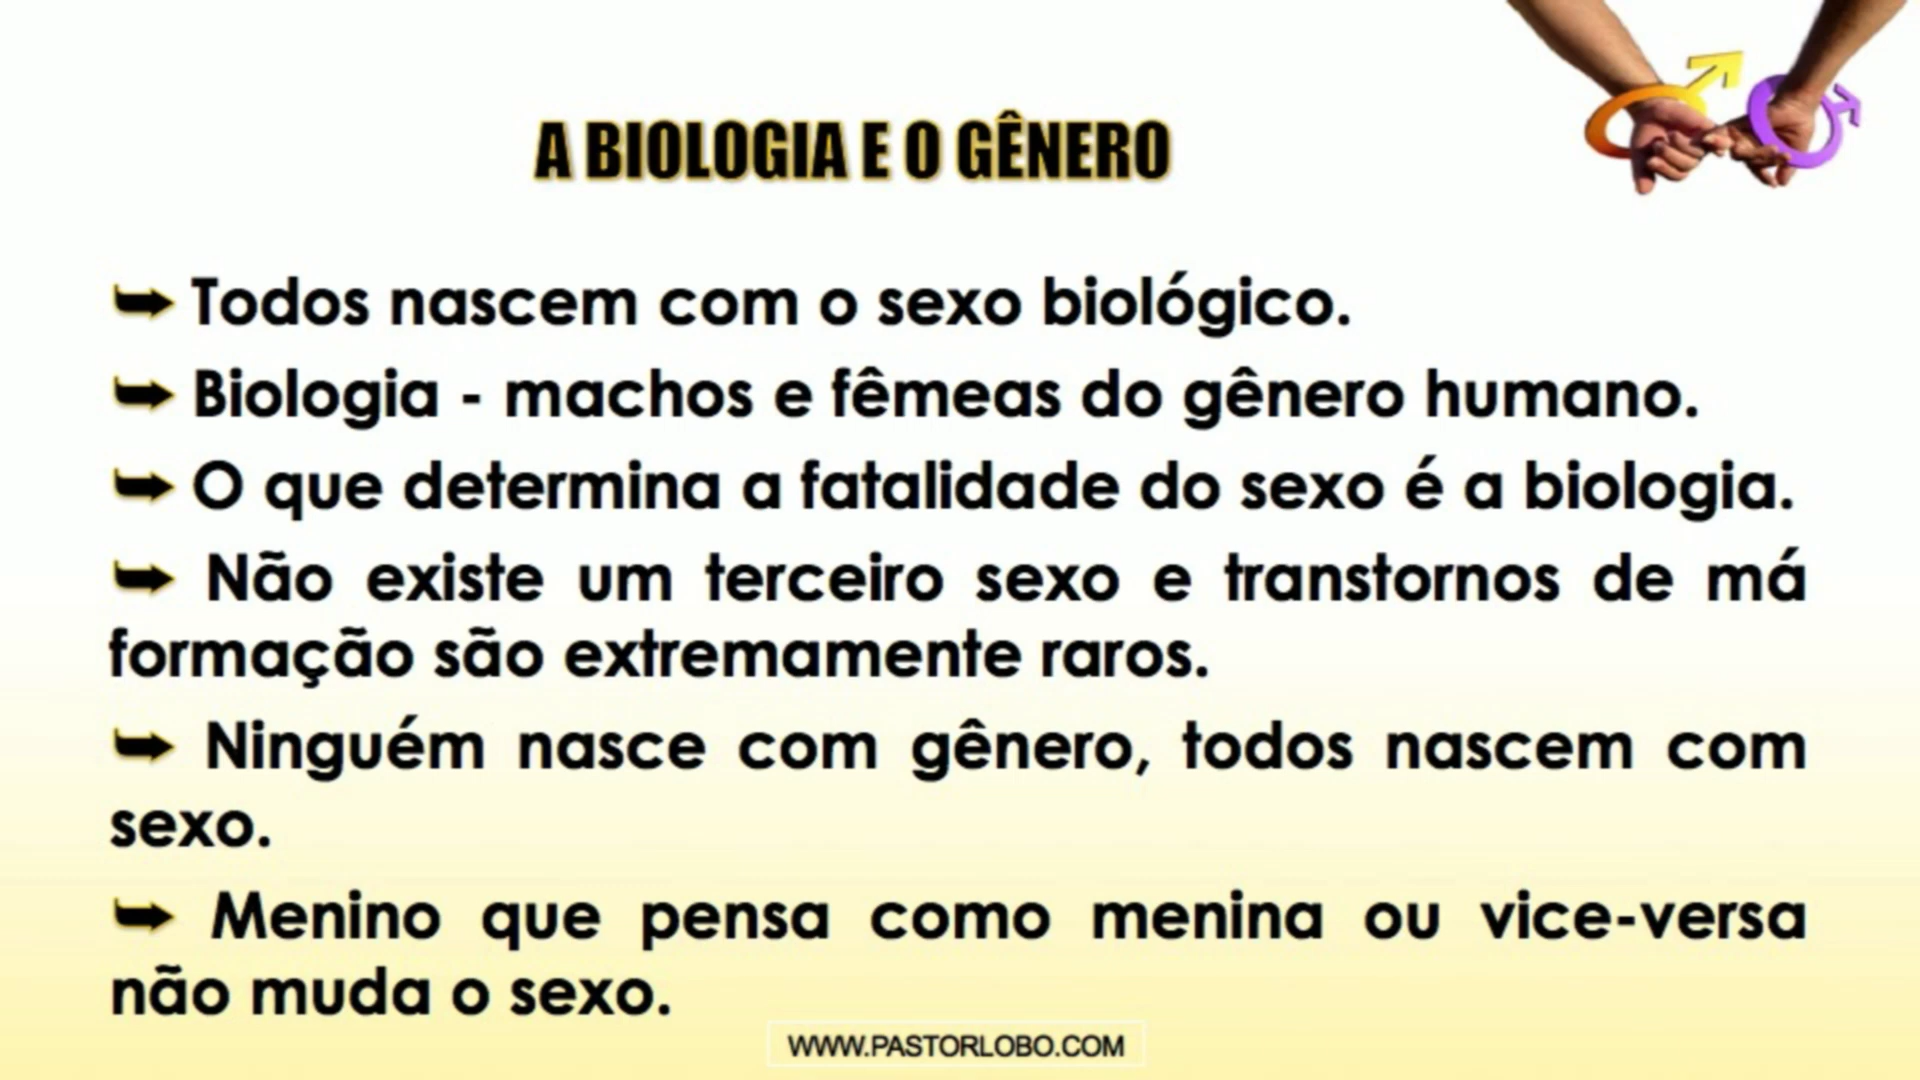 A BIOLOGIA E O GÊNERO
➥ Todos nascem com o sexo biológico.
➥ Biologia - machos e fêmeas do gênero humano.
➥ O que determina a fatalidade do sexo é a biologia.
➥ Não existe um terceiro sexo e transtornos de má
formação são extremamente raros.
➥ Ninguém nasce com gênero, todos nascem com
sexo.
➥ Menino que pensa como menina ou vice-versa
não muda o sexo.
WWW.PASTORLOBO.COM